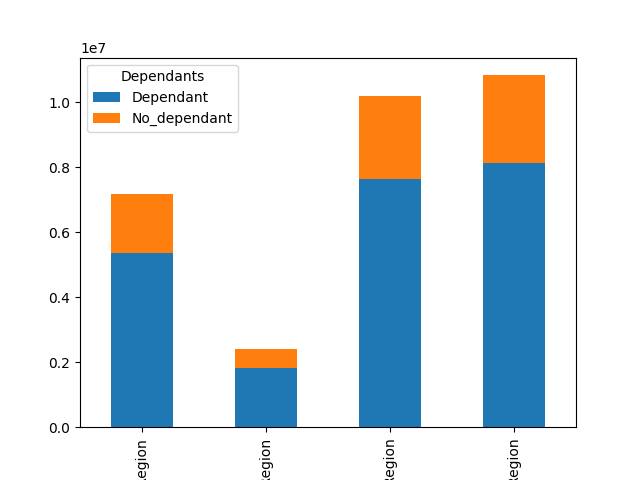 1e7
Dependants
Dependant
No_dependant
1.0
0.8
0.6
0.4
0.2
0.0
Region
Region
Region
Region